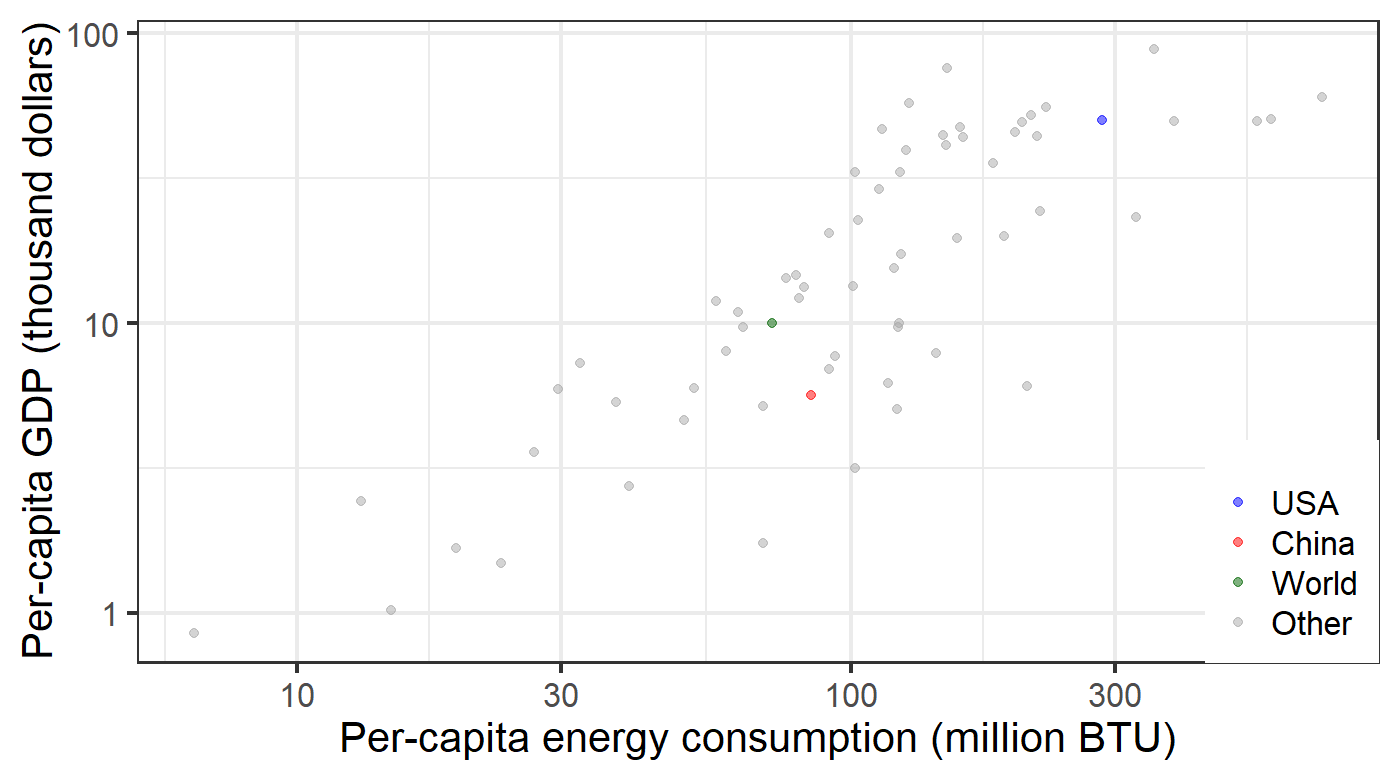 Per-capita GDP (thousand dollars)
100
10
1
USA
China
World
Other
10 30 100 300
Per-capita energy consumption (million BTU)